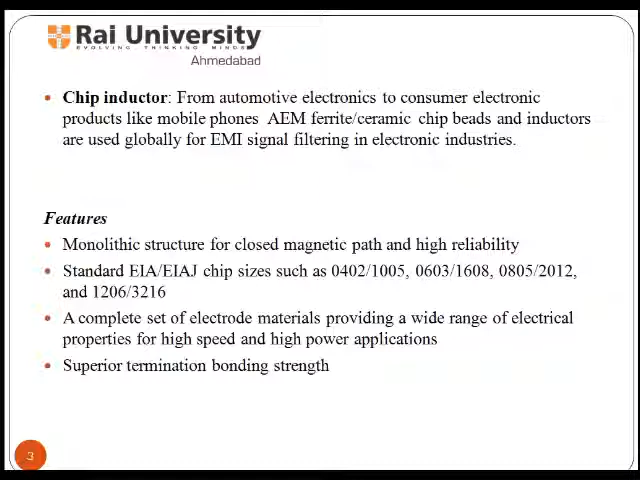 Rai University
EVOLVING THINKING MINDS
Ahmedabad
• Chip inductor: From automotive electronics to consumer electronic
products like mobile phones AEM ferrite/ceramic chip beads and inductors
are used globally for EMI signal filtering in electronic industries.
Features
• Monolithic structure for closed magnetic path and high reliability
• Standard EIA/EIAJ chip sizes such as 0402/1005, 0603/1608, 0805/2012,
and 1206/3216
• A complete set of electrode materials providing a wide range of electrical
properties for high speed and high power applications
• Superior termination bonding strength
3